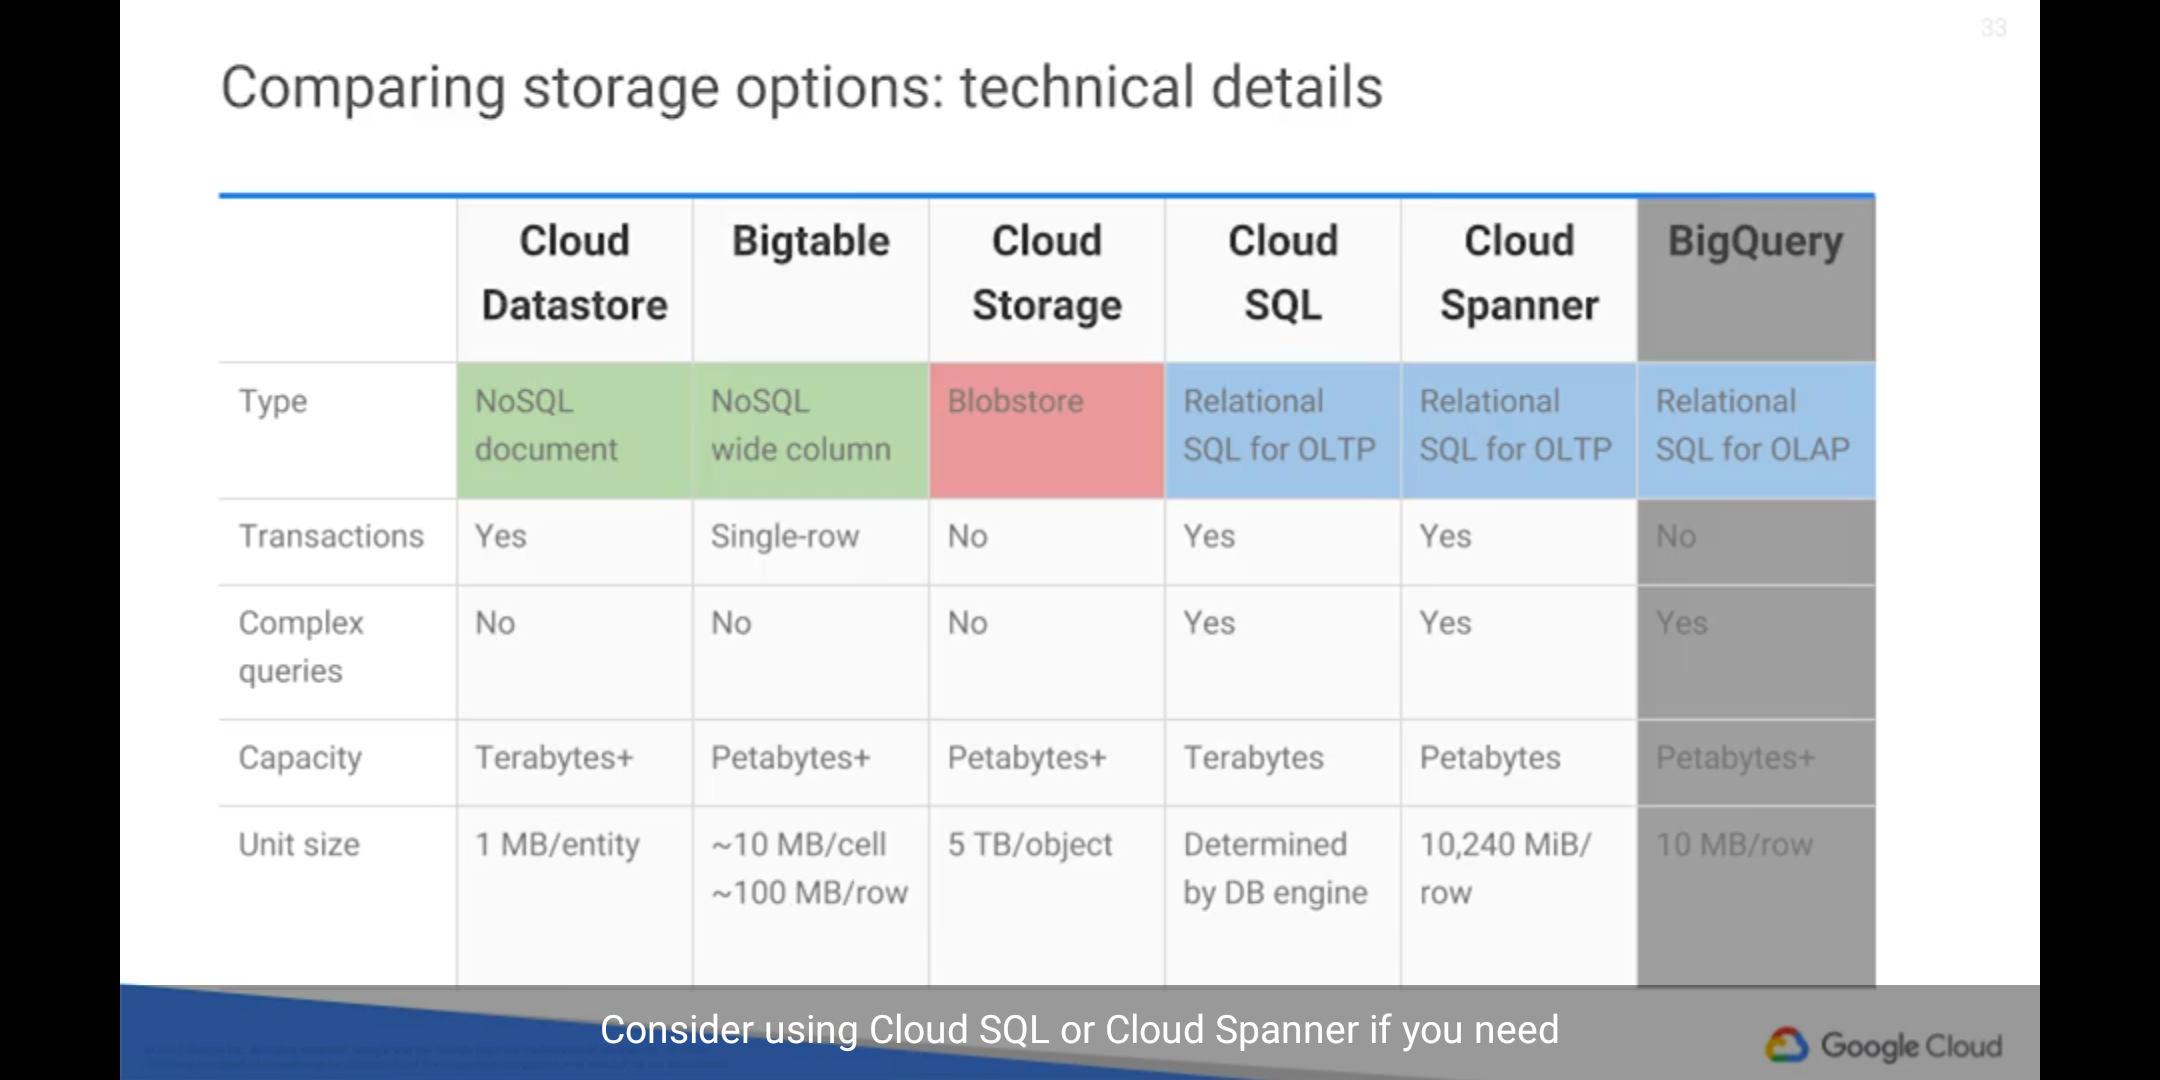 33
Comparing storage options: technical details
Cloud Datastore
Bigtable
Cloud Storage
Cloud SQL
Cloud Spanner
BigQuery
Type
NoSQL document
NoSQL wide column
Blobstore
Relational SQL for OLTP
Relational SQL for OLTP
Relational SQL for OLAP
Transactions
Yes
Single-row
No
Yes
Yes
No
Complex queries
No
No
No
Yes
Yes
Yes
Capacity
Terabytes+
Petabytes+
Petabytes+
Terabytes
Petabytes
Petabytes+
Unit size
1 MB/entity
~10 MB/cell
~100 MB/row
5 TB/object
Determined by DB engine
10,240 MiB/row
10 MB/row
Consider using Cloud SQL or Cloud Spanner if you need
Google Cloud